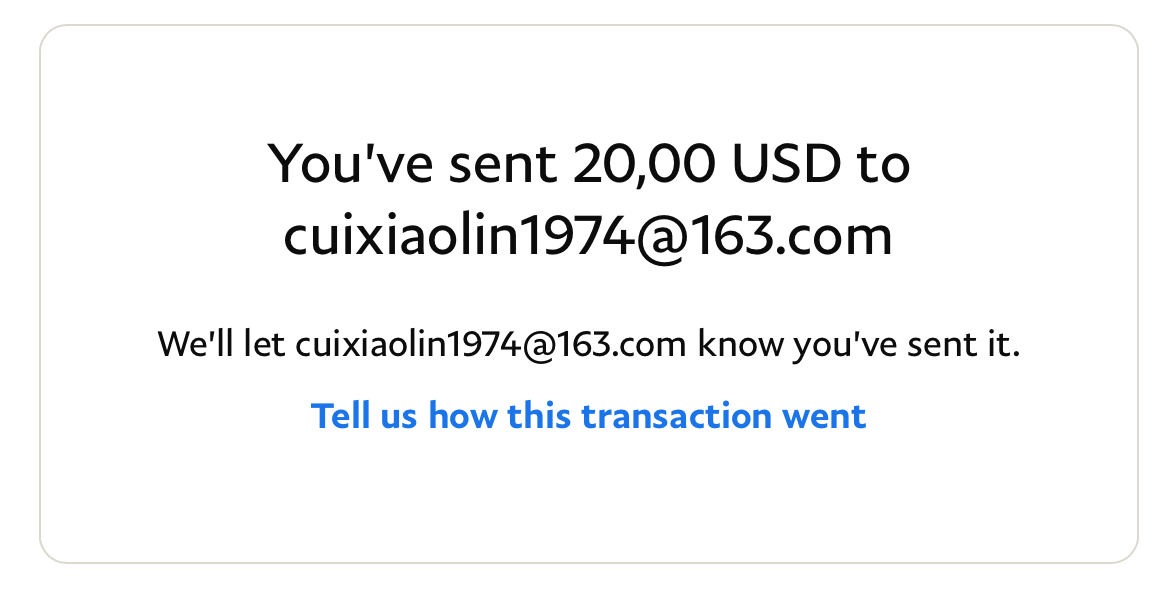 You've sent 20,00 USD to
cuixiaolin1974@163.com
We'll let cuixiaolin1974@163.com know you've sent it.
Tell us how this transaction went